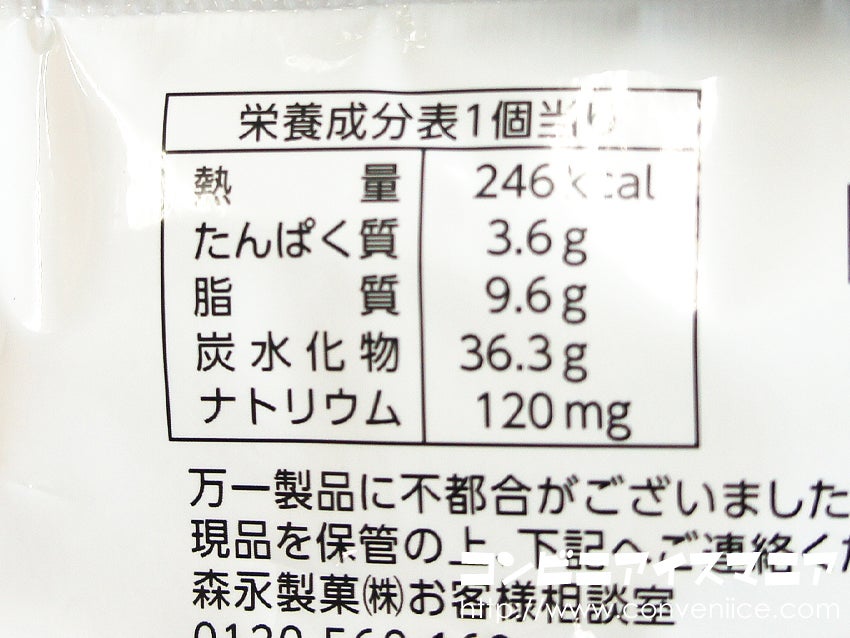 栄養成分表1個当り
熱量 246kcal
たんぱく質 3.6g
脂質 9.6g
炭水化物 36.3g
ナトリウム 120mg
万一製品に不都合がございました
現品を保管の上、下記へご連絡くだ
森永製菓㈱お客様相談室
コンビニアイスマニア
http://www.conveniice.com/